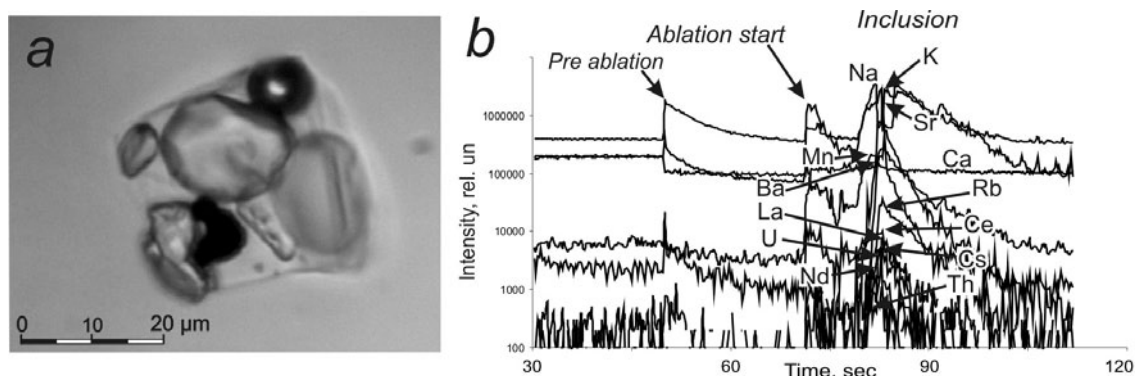 a
0 10 20 µm
b
Inclusion
Ablation start
Pre ablation
Na
K
Sr
Mn
Ca
Ba
Rb
La
Ce
U
Cs
Nd
Th
Intensity, rel. un
1000000
100000
10000
1000
100
30 60 90 120
Time, sec